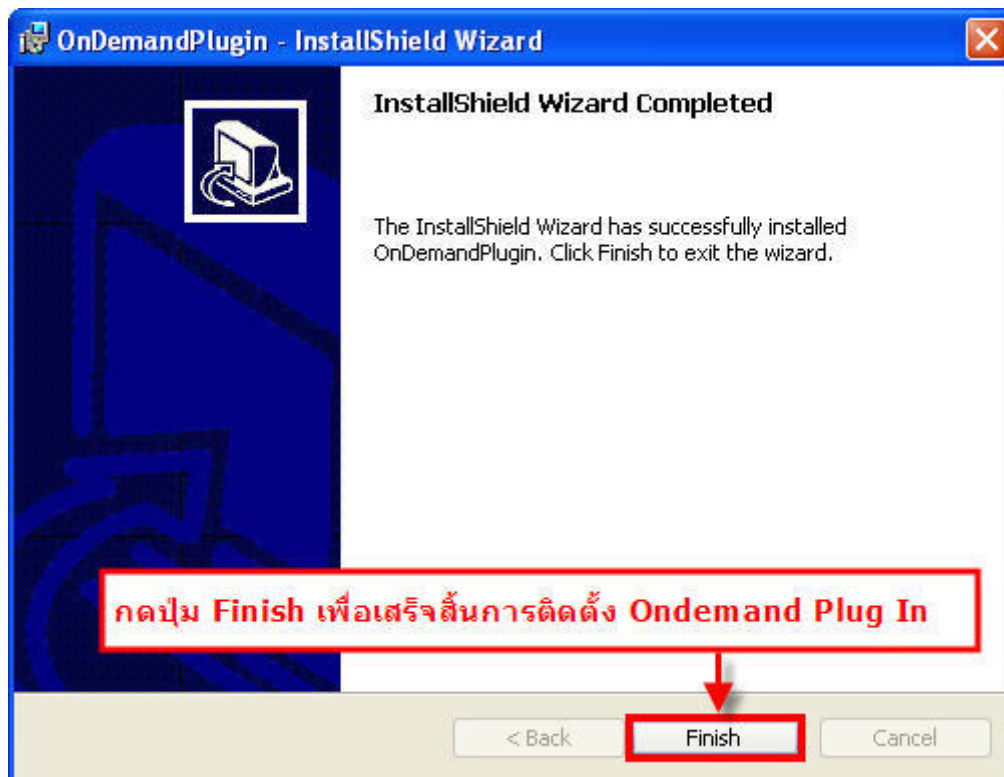 OnDemandPlugin - InstallShield Wizard
InstallShield Wizard Completed
The InstallShield Wizard has successfully installed
OnDemandPlugin. Click Finish to exit the wizard.
กดปุ่ม Finish เพื่อเสร็จสิ้นการติดตั้ง Ondemand Plug In
< Back
Finish
Cancel